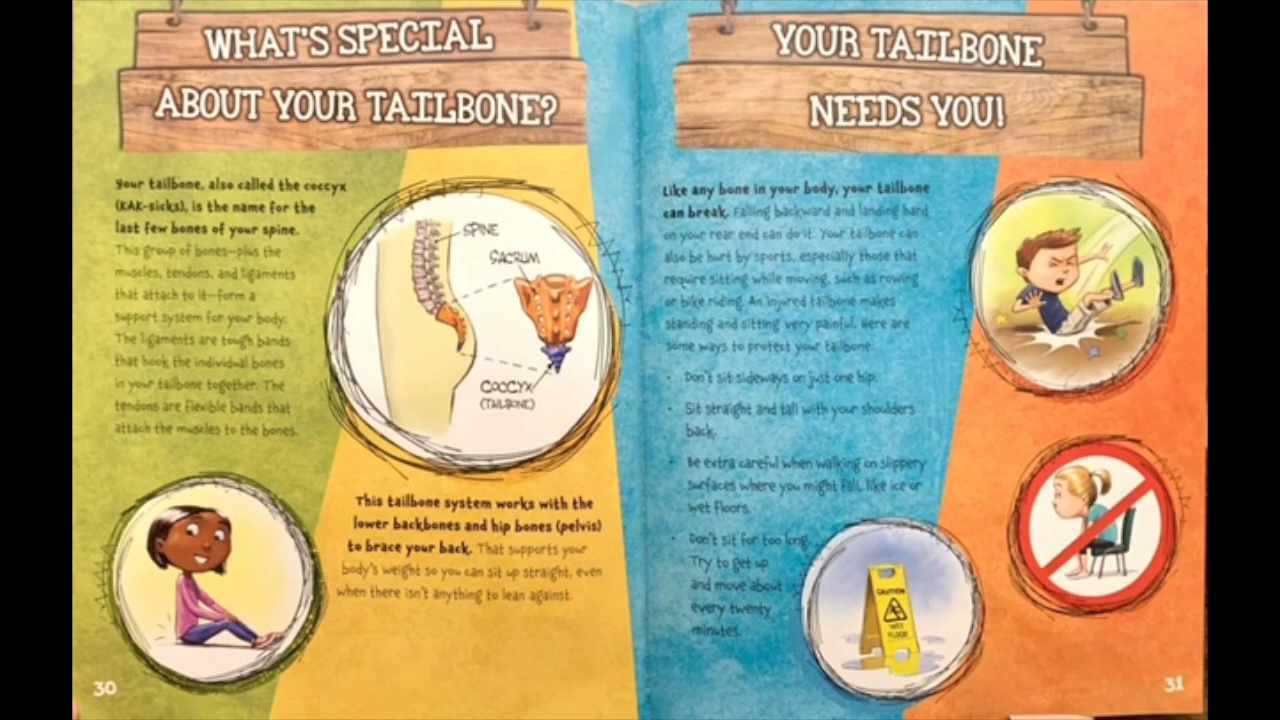 WHAT'S SPECIAL
ABOUT YOUR TAILBONE?
Your tailbone, also called the coccyx
(KAK-sicks), is the name for the
last few bones of your spine.
This group of bones—plus the
muscles, tendons, and ligaments
that attach to it—form a
support system for your body.
The ligaments are tough bands
that hook the individual bones
in your tailbone together. The
tendons are flexible bands that
attach the muscles to the bones.
SPINE
SACRUM
COCCYX
(TAILBONE)
This tailbone system works with the
lower backbones and hip bones (pelvis)
to brace your back. That supports your
body's weight so you can sit up straight, even
when there isn't anything to lean against.
30
YOUR TAILBONE
NEEDS YOU!
Like any bone in your body, your tailbone
can break. Falling backward and landing hard
on your rear end can do it. Your tailbone can
also be hurt by sports, especially those that
require sitting while moving, such as rowing
or bike riding. An injured tailbone makes
standing and sitting very painful. Here are
some ways to protect your tailbone:
• Don't sit sideways on just one hip.
• Sit straight and tall with your shoulders
back.
• Be extra careful when walking on slippery
surfaces where you might fall, like ice or
wet floors.
• Don't sit for too long.
Try to get up
and move about
every twenty
minutes.
CAUTION
WET
FLOOR
31